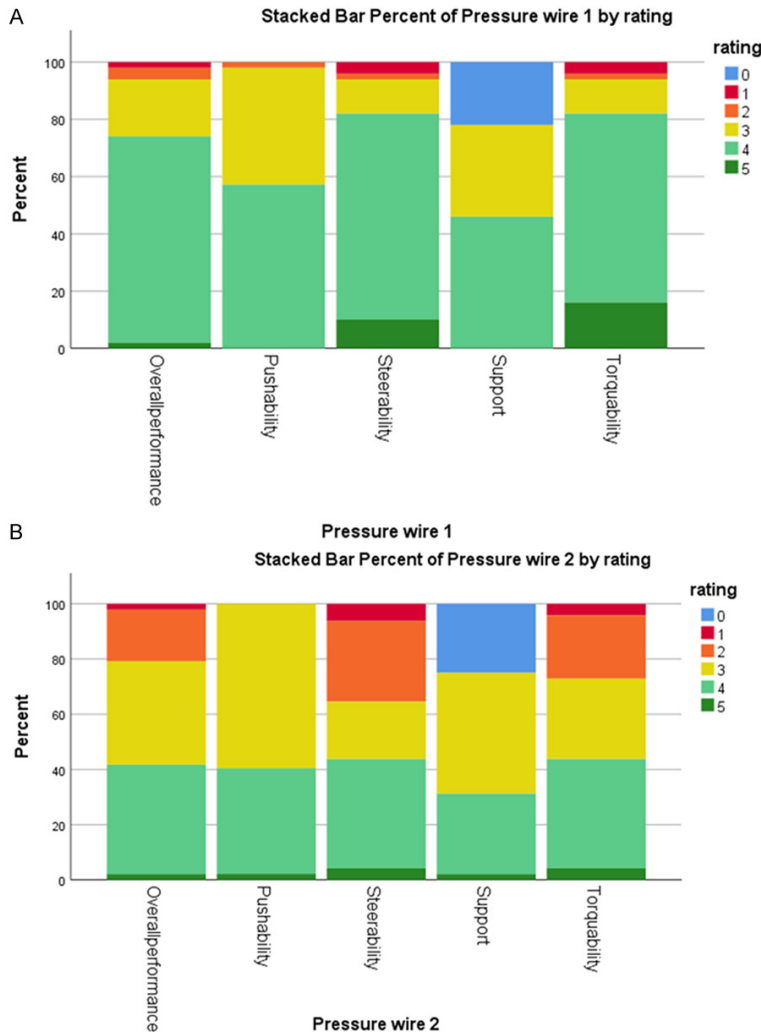 A
Stacked Bar Percent of Pressure wire 1 by rating
rating
0
1
2
3
4
5
Percent
100
80
60
40
20
0
Overallperformance
Pushability
Steerability
Support
Torquability
Pressure wire 1
B
Stacked Bar Percent of Pressure wire 2 by rating
rating
0
1
2
3
4
5
Percent
100
80
60
40
20
0
Overallperformance
Pushability
Steerability
Support
Torquability
Pressure wire 2